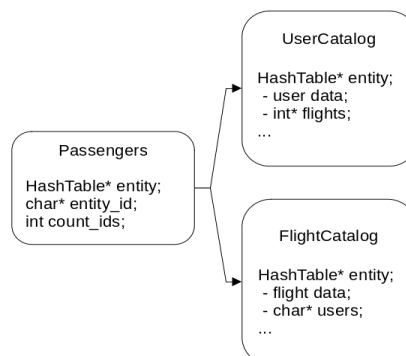 UserCatalog
HashTable* entity;
- user data;
- int* flights;
...
Passengers
HashTable* entity;
char* entity_id;
int count_ids;
FlightCatalog
HashTable* entity;
- flight data;
- char* users;
...